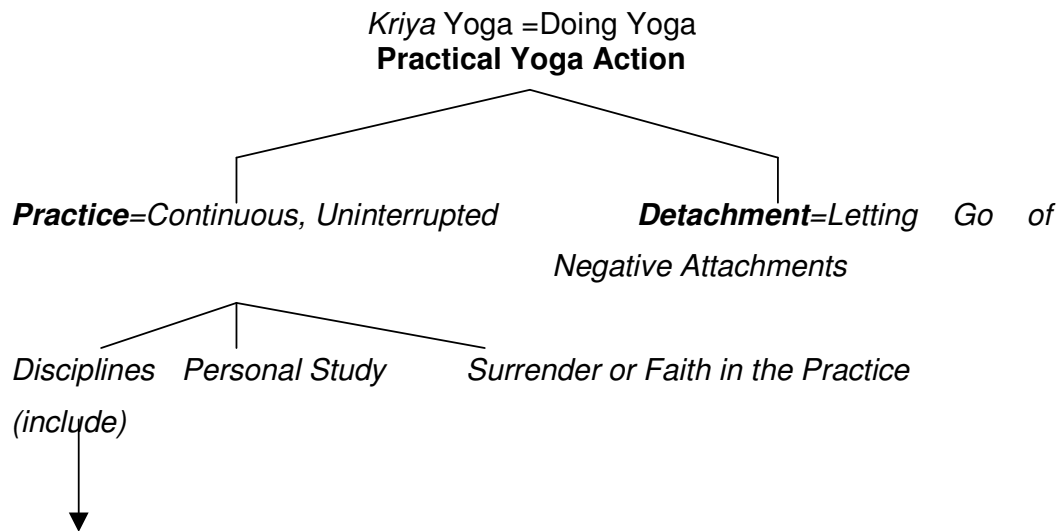 Kriya Yoga =Doing Yoga
Practical Yoga Action
Practice=Continuous, Uninterrupted Detachment=Letting Go of
Negative Attachments
Disciplines Personal Study Surrender or Faith in the Practice
(include)